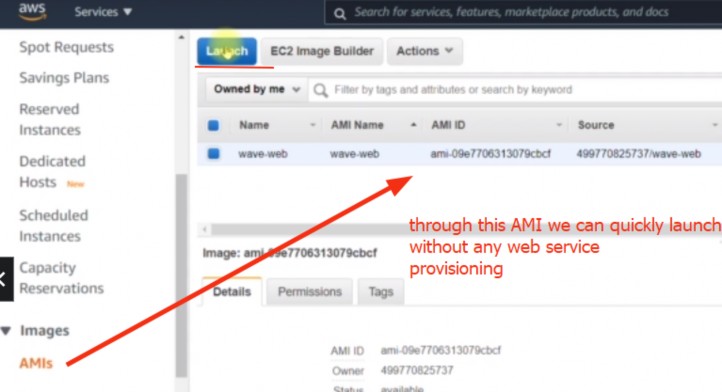 aws
Services
Search for services, features, marketplace products, and docs
Spot Requests
Savings Plans
Reserved
Instances
Dedicated
Hosts New
Scheduled
Instances
Capacity
Reservations
Images
AMIs
Launch
EC2 Image Builder
Actions
Owned by me
Filter by tags and attributes or search by keyword
Name
AMI Name
AMI ID
Source
wave-web
wave-web
ami-09e7706313079cbcf
499770825737/wave-web
through this AMI we can quickly launch
without any web service
provisioning
Image: ami-09e7706313079cbcf
Details
Permissions
Tags
AMI ID
ami-09e7706313079cbcf
Owner
499770825737
Status
available